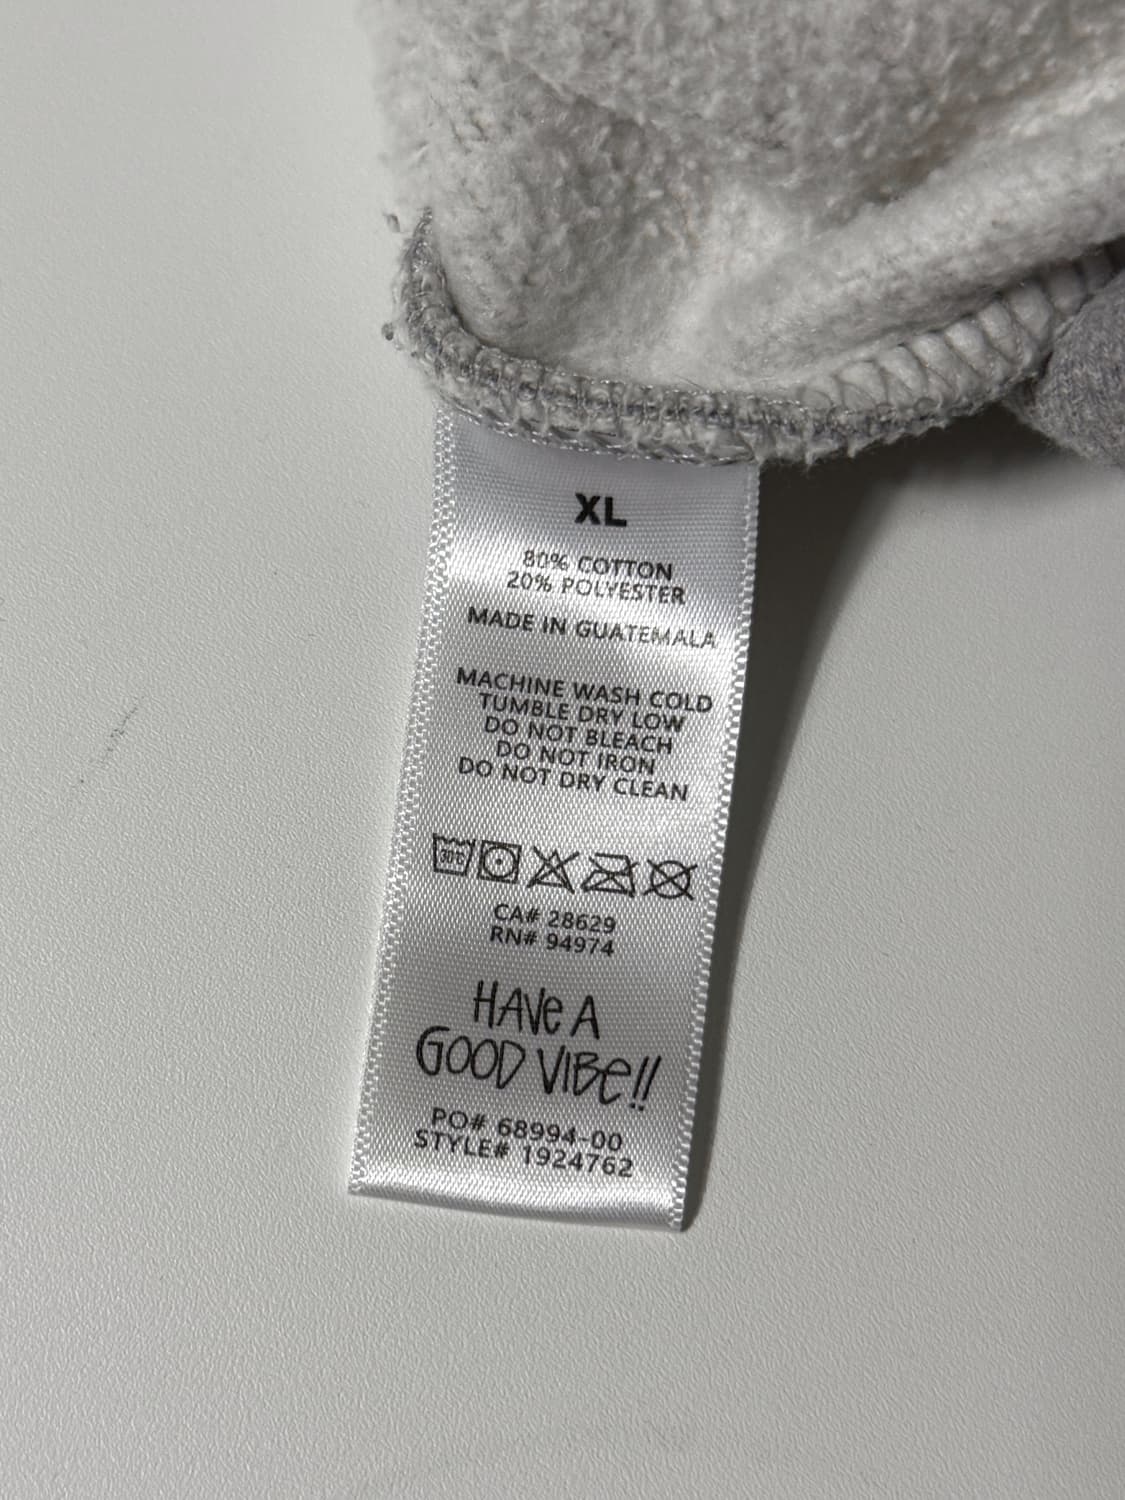 XL
80% COTTON
20% POLYESTER
MADE IN GUATEMALA
MACHINE WASH COLD
TUMBLE DRY LOW
DO NOT BLEACH
DO NOT IRON
DO NOT DRY CLEAN
30°C
CA# 28629
RN# 94974
HAVe A
GOOD VIBe!!
PO# 68994-00
STYLE# 1924762